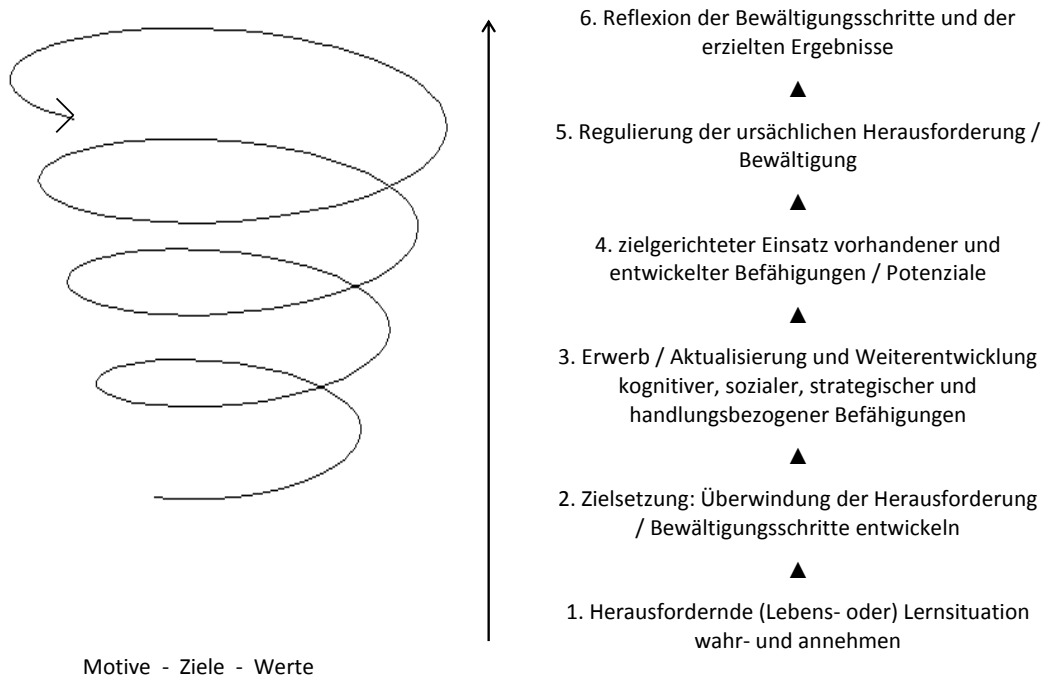 6. Reflexion der Bewältigungsschritte und der
erzielten Ergebnisse
▲
5. Regulierung der ursächlichen Herausforderung /
Bewältigung
▲
4. zielgerichteter Einsatz vorhandener und
entwickelter Befähigungen / Potenziale
▲
3. Erwerb / Aktualisierung und Weiterentwicklung
kognitiver, sozialer, strategischer und
handlungsbezogener Befähigungen
▲
2. Zielsetzung: Überwindung der Herausforderung
/ Bewältigungsschritte entwickeln
▲
1. Herausfordernde (Lebens- oder) Lernsituation
wahr- und annehmen
Motive - Ziele - Werte